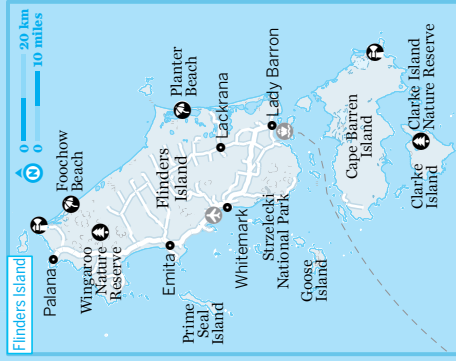 Flinders Island
N
0 20 km
0 10 miles
Palana
Foochow
Beach
Wingaroo
Nature
Reserve
Planter
Beach
Emita
Flinders
Island
Lackrana
Prime
Seal
Island
Whitemark
Lady Barron
Strzelecki
National Park
Goose
Island
Cape Barren
Island
Clarke
Island
Clarke Island
Nature Reserve